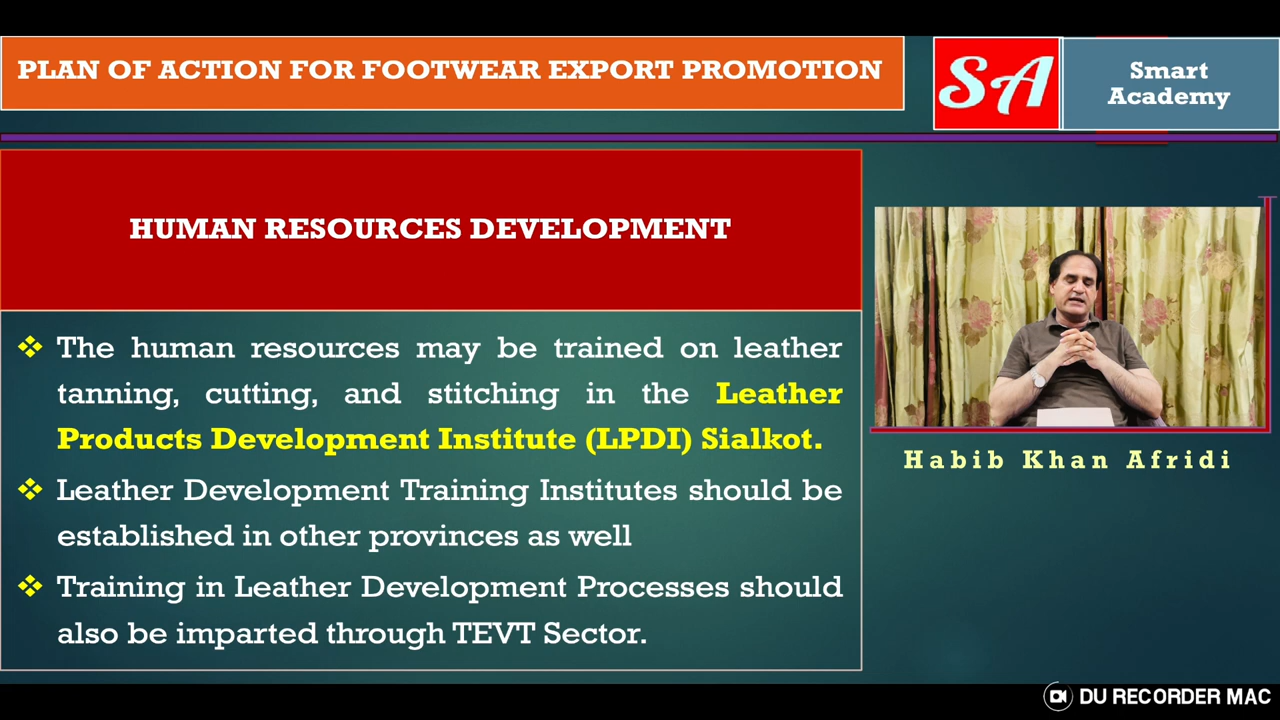 PLAN OF ACTION FOR FOOTWEAR EXPORT PROMOTION
SA
Smart
Academy
HUMAN RESOURCES DEVELOPMENT
❖ The human resources may be trained on leather
tanning, cutting, and stitching in the Leather
Products Development Institute (LPDI) Sialkot.
❖ Leather Development Training Institutes should be
established in other provinces as well
❖ Training in Leather Development Processes should
also be imparted through TEVT Sector.
Habib Khan Afridi
DU RECORDER MAC